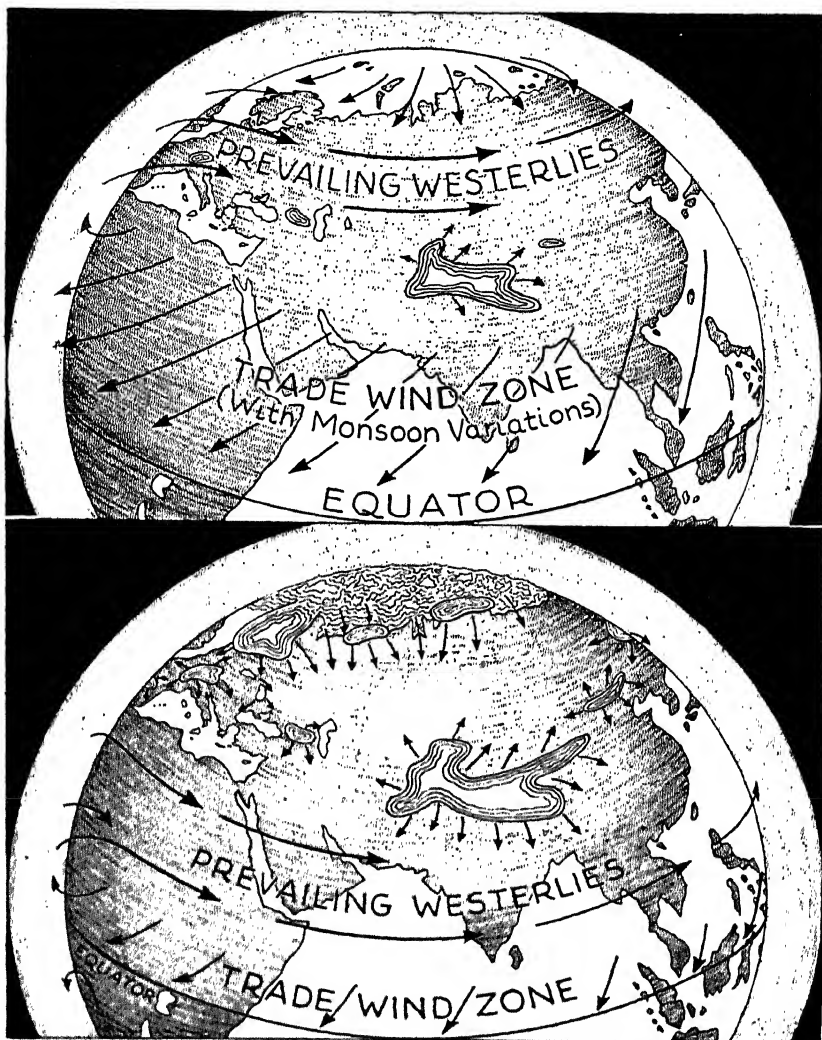 PREVAILING WESTERLIES
TRADE WIND ZONE
(With Monsoon Variations)
EQUATOR
PREVAILING WESTERLIES
EQUATOR
TRADE/WIND/ZONE